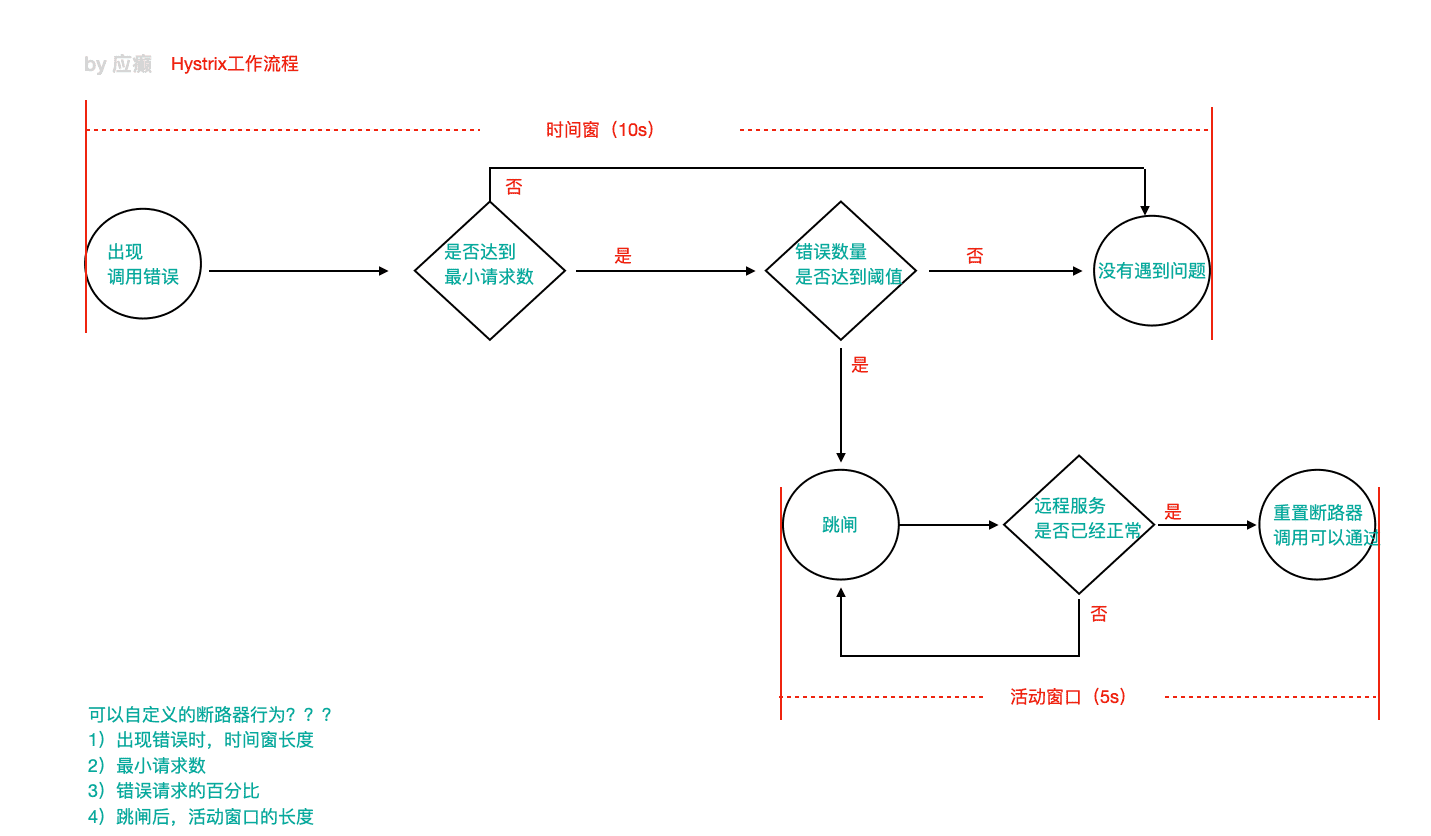 by 应癫 Hystrix工作流程
时间窗（10s）
否
出现
调用错误
是否达到
最小请求数
是
错误数量
是否达到阈值
否
没有遇到问题
是
跳闸
远程服务
是否已经正常
是
重置断路器
调用可以通过
否
活动窗口（5s）
可以自定义的断路器行为？？？
1）出现错误时，时间窗长度
2）最小请求数
3）错误请求的百分比
4）跳闸后，活动窗口的长度